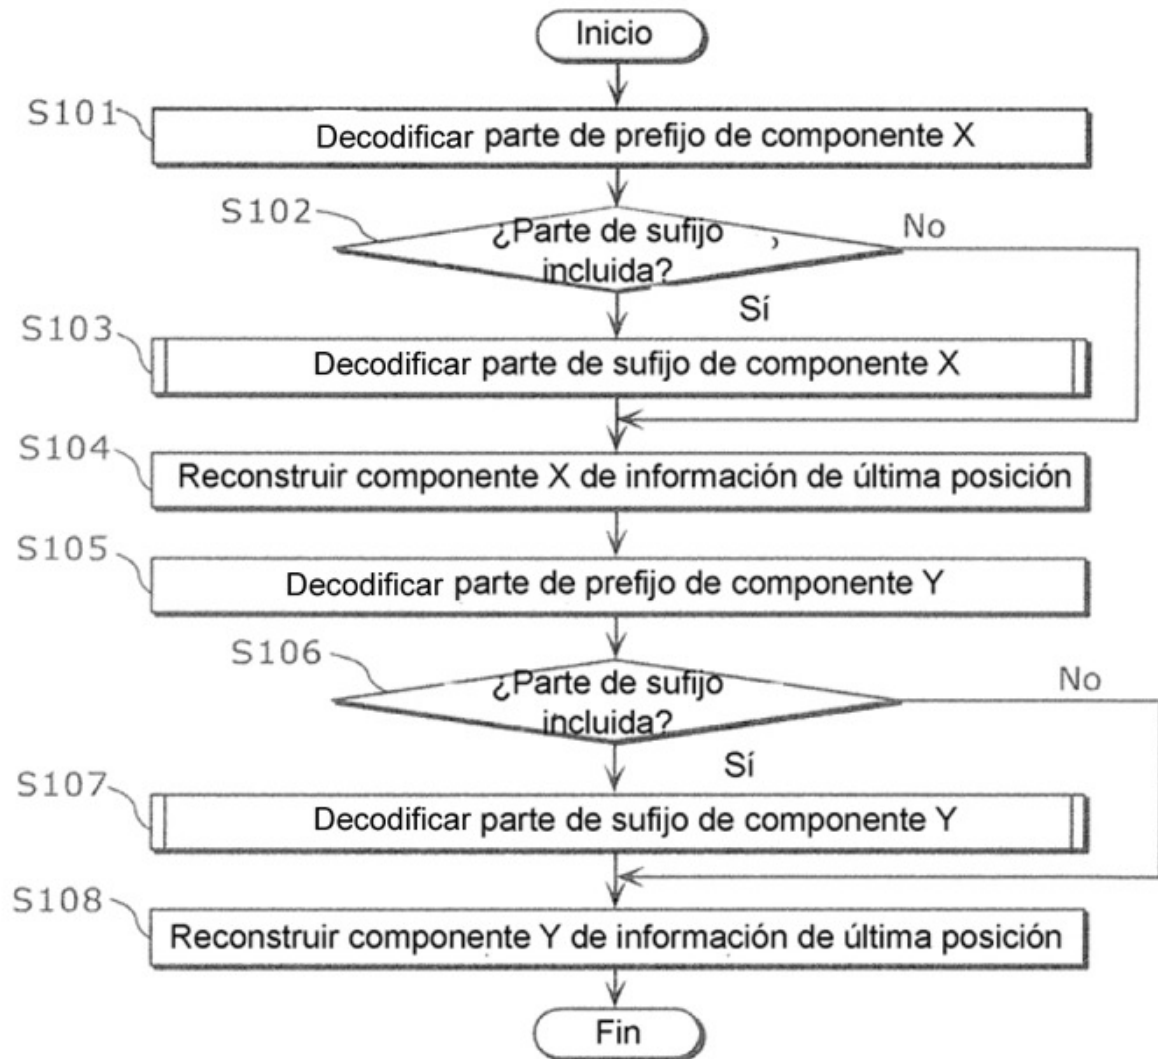 Inicio
S101
Decodificar parte de prefijo de componente X
S102
¿Parte de sufijo
incluida?
No
Sí
S103
Decodificar parte de sufijo de componente X
S104
Reconstruir componente X de información de última posición
S105
Decodificar parte de prefijo de componente Y
S106
¿Parte de sufijo
incluida?
No
Sí
S107
Decodificar parte de sufijo de componente Y
S108
Reconstruir componente Y de información de última posición
Fin